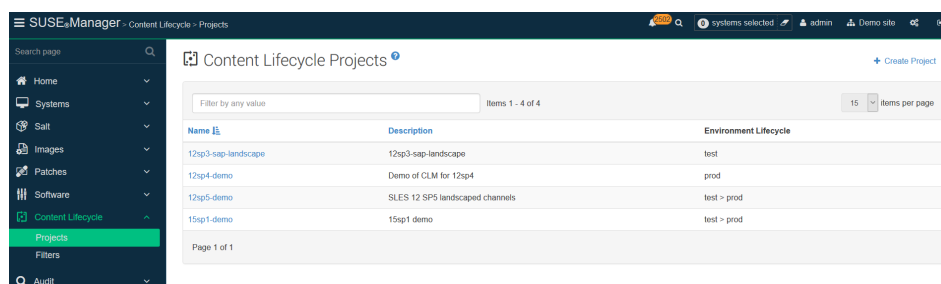 SUSE®Manager > Content Lifecycle > Projects
2502
0 systems selected
admin
Demo site
Search page
Home
Systems
Salt
Images
Patches
Software
Content Lifecycle
Projects
Filters
Audit
Content Lifecycle Projects ?
+ Create Project
Filter by any value
Items 1 - 4 of 4
15 items per page
Name Description Environment Lifecycle
12sp3-sap-landscape 12sp3-sap-landscape test
12sp4-demo Demo of CLM for 12sp4 prod
12sp5-demo SLES 12 SP5 landscaped channels test > prod
15sp1-demo 15sp1 demo test > prod
Page 1 of 1